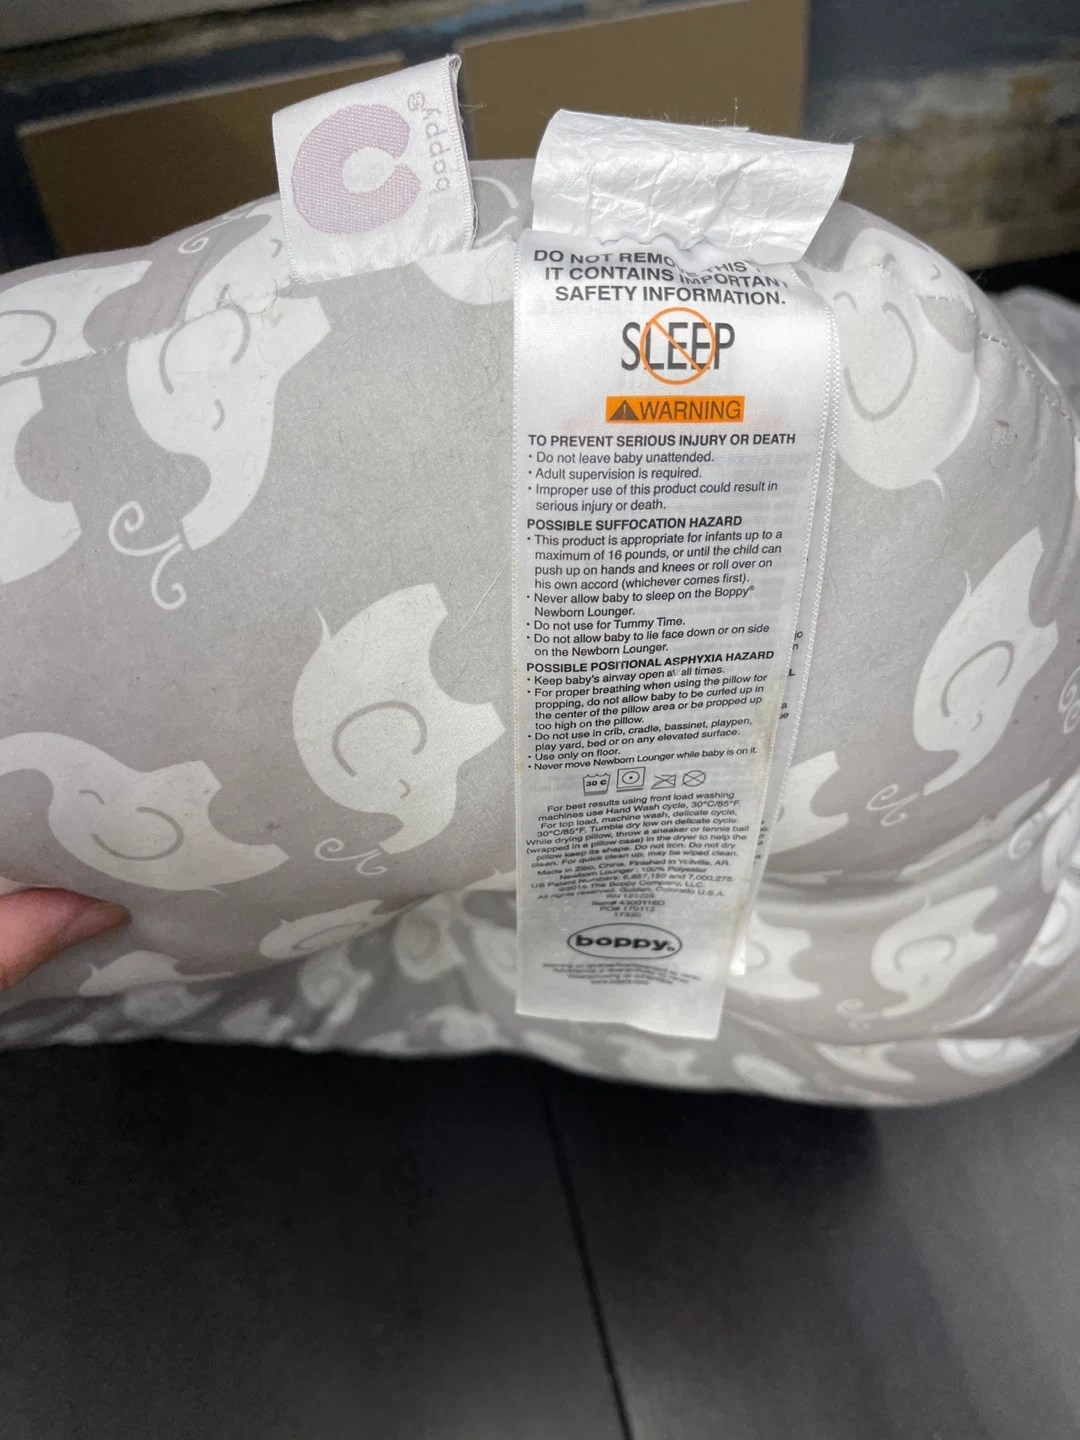 boppy®
DO NOT REMO THIS
IT CONTAINS IMPORTANT
SAFETY INFORMATION.
SLEEP
WARNING
TO PREVENT SERIOUS INJURY OR DEATH
• Do not leave baby unattended.
• Adult supervision is required.
• Improper use of this product could result in
serious injury or death.
POSSIBLE SUFFOCATION HAZARD
• This product is appropriate for infants up to a
maximum of 16 pounds, or until the child can
push up on hands and knees or roll over on
his own accord (whichever comes first).
• Never allow baby to sleep on the Boppy®
Newborn Lounger.
• Do not use for Tummy Time.
• Do not allow baby to lie face down or on side
on the Newborn Lounger.
POSSIBLE POSITIONAL ASPHYXIA HAZARD
• Keep baby's airway open at all times.
• For proper breathing when using the pillow for
propping, do not allow baby to be curled up in
the center of the pillow area or be propped up
too high on the pillow.
• Do not use in crib, cradle, bassinet, playpen,
play yard, bed or on any elevated surface.
• Use only on floor.
• Never move Newborn Lounger while baby is on it.
30 C
For best results using front load washing
machines use Hand Wash cycle, 30°C/85°F.
For top load, machine wash, delicate cycle,
30°C/85°F. Tumble dry low on delicate cycle.
While drying pillow, throw a sneaker or tennis ball
(wrapped in a pillow case) in the dryer to help the
pillow keep its shape. Do not iron. Do not dry
clean. For quick clean up, may be wiped clean.
Made in Zibo, China. Finished in Yellville, AR.
Newborn Lounger: 100% Polyester
US Patent Numbers: 6,967,160 and 7,000,276
©2016 The Boppy Company, LLC.
All rights reserved. Golden, Colorado U.S.A.
PO# 170112
17320
boppy®